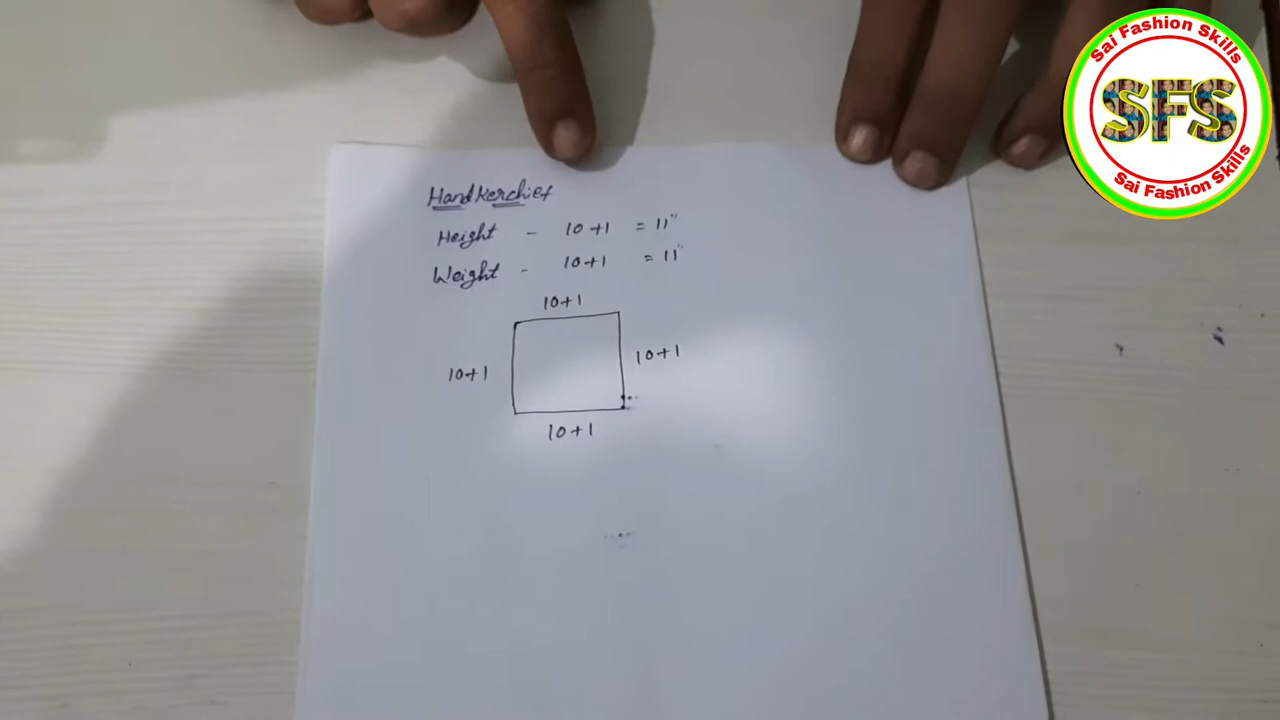 Handkerchief
Height - 10+1 = 11"
Weight - 10+1 = 11"
10+1
10+1
10+1
10+1
Sai Fashion Skills
SFS
Sai Fashion Skills